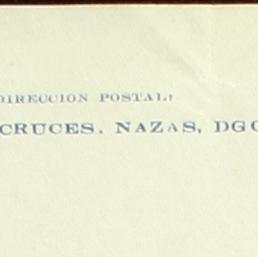 DIRECCION POSTAL:
CRUCES. NAZAS, DGO